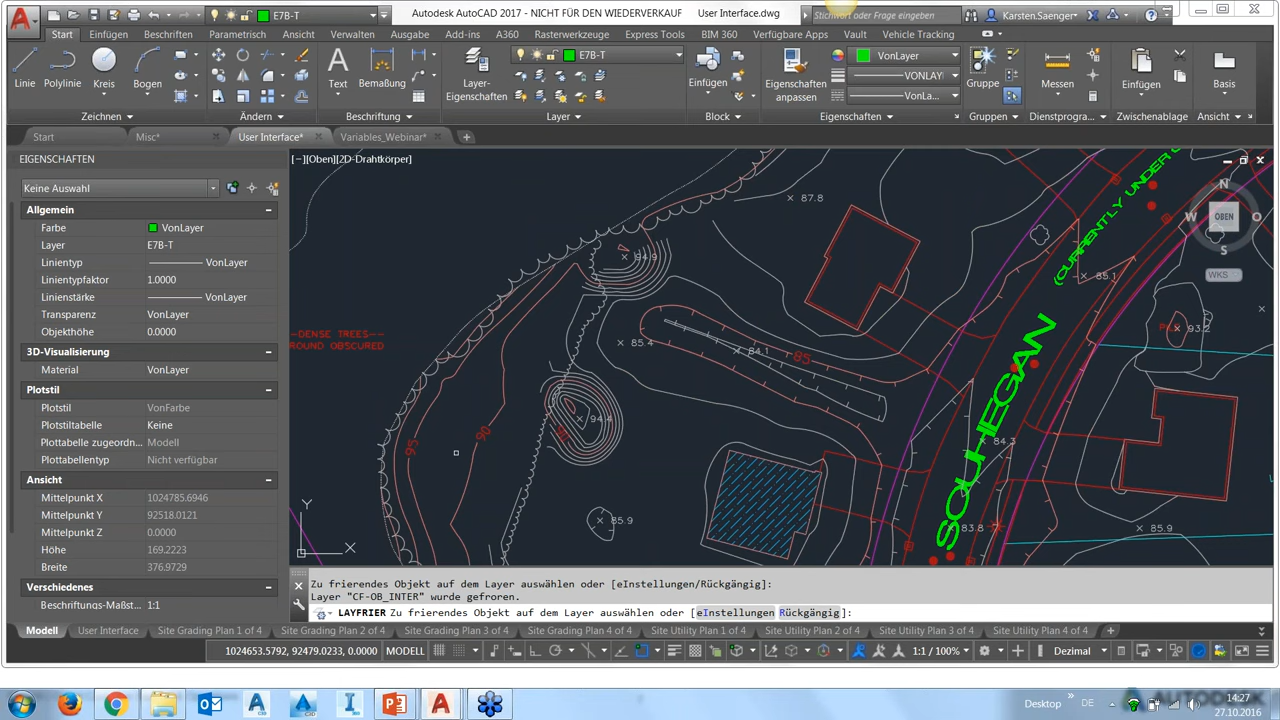 Autodesk AutoCAD 2017 - NICHT FÜR DEN WIEDERVERKAUF User Interface.dwg
E7B-T
Stichwort oder Frage eingeben
Karsten.Saenger
Start Einfügen Beschriften Parametrisch Ansicht Verwalten Ausgabe Add-ins A360 Rasterwerkzeuge Express Tools BIM 360 Verfügbare Apps Vault Vehicle Tracking
E7B-T
VonLayer
VONLAY
VonLa...
Linie Polylinie Kreis Bogen
Text Bemaßung
Layer-Eigenschaften
Einfügen
Eigenschaften anpassen
Gruppe
Messen
Einfügen
Basis
Zeichnen Ändern Beschriftung Layer Block Eigenschaften Gruppen Dienstprogram... Zwischenablage Ansicht
Start Misc* User Interface* Variables_Webinar*
EIGENSCHAFTEN
Keine Auswahl
Allgemein
Farbe VonLayer
Layer E7B-T
Linientyp VonLayer
Linientypfaktor 1.0000
Linienstärke VonLayer
Transparenz VonLayer
Objekthöhe 0.0000
3D-Visualisierung
Material VonLayer
Plotstil
Plotstil VonFarbe
Plotstiltabelle Keine
Plottabelle zugeordn... Modell
Plottabellentyp Nicht verfügbar
Ansicht
Mittelpunkt X 1024785.6946
Mittelpunkt Y 92518.0121
Mittelpunkt Z 0.0000
Höhe 169.2223
Breite 376.9729
Verschiedenes
Beschriftungs-Maßst... 1:1
[−][Oben][2D-Drahtkörper]
87.8
(CURRENTLY UNDER
N
W OBEN O
S
WKS
94.9
85.1
-DENSE TREES--
ROUND OBSCURED
85.4
84.1
85
93.2
SOUHEGAN
94.4
95
90
84.3
85.9
83.8
85.9
Y
X
Zu frierendes Objekt auf dem Layer auswählen oder [eInstellungen/Rückgängig]:
Layer "CF-OB_INTER" wurde gefroren.
LAYFRIER Zu frierendes Objekt auf dem Layer auswählen oder [eInstellungen Rückgängig]:
Modell User Interface Site Grading Plan 1 of 4 Site Grading Plan 2 of 4 Site Grading Plan 3 of 4 Site Grading Plan 4 of 4 Site Utility Plan 1 of 4 Site Utility Plan 2 of 4 Site Utility Plan 3 of 4 Site Utility Plan 4 of 4
1024653.5792, 92479.0233, 0.0000 MODELL 1:1 / 100% Dezimal
Desktop DE 14:27
27.10.2016